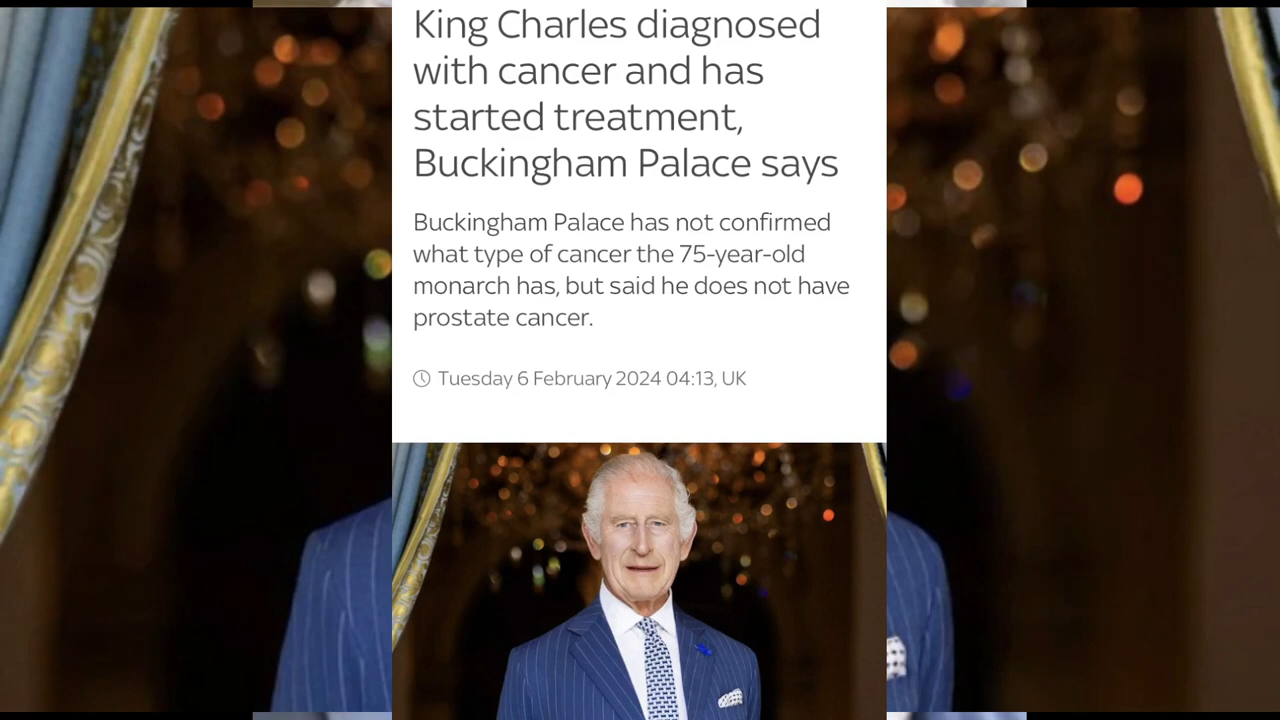 King Charles diagnosed
with cancer and has
started treatment,
Buckingham Palace says
Buckingham Palace has not confirmed
what type of cancer the 75-year-old
monarch has, but said he does not have
prostate cancer.
Tuesday 6 February 2024 04:13, UK